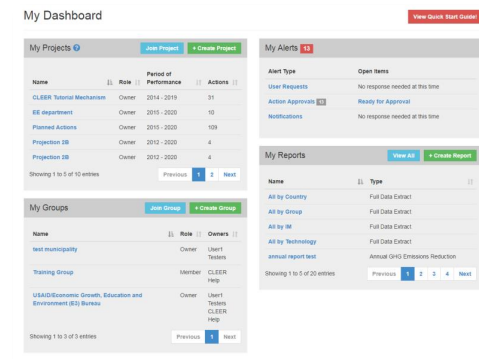 My Dashboard
View Quick Start Guide!
My Projects ?
Join Project
+ Create Project
Name
Role
Period of
Performance
Actions
CLEER Tutorial Mechanism Owner 2014 - 2019 31
EE department Owner 2015 - 2020 10
Planned Actions Owner 2015 - 2020 109
Projection 2B Owner 2012 - 2020 4
Projection 2B Owner 2012 - 2020 4
Showing 1 to 5 of 10 entries
Previous 1 2 Next
My Groups
Join Group
+ Create Group
Name Role Owners
test municipality Owner User1
Testers
Training Group Member CLEER
Help
USAID/Economic Growth, Education and Owner User1
Environment (E3) Bureau Testers
CLEER
Help
Showing 1 to 3 of 3 entries
Previous 1 Next
My Alerts 13
Alert Type Open Items
User Requests No response needed at this time
Action Approvals 13 Ready for Approval
Notifications No response needed at this time
My Reports
View All
+ Create Report
Name Type
All by Country Full Data Extract
All by Group Full Data Extract
All by IM Full Data Extract
All by Technology Full Data Extract
annual report test Annual GHG Emissions Reduction
Showing 1 to 5 of 20 entries
Previous 1 2 3 4 Next